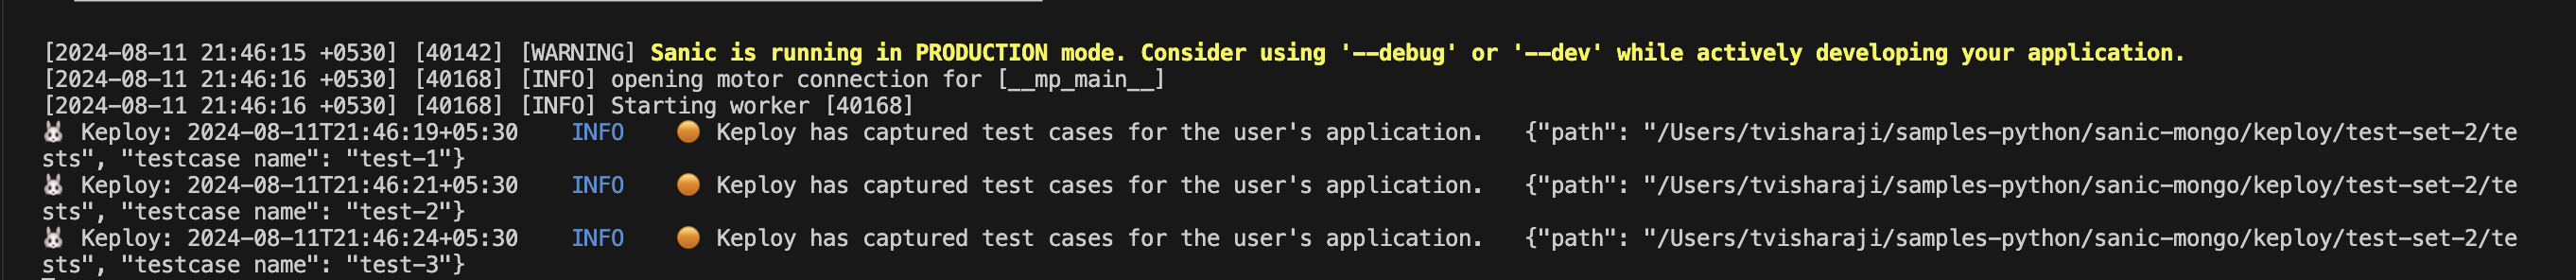 [2024-08-11 21:46:15 +0530] [40142] [WARNING] Sanic is running in PRODUCTION mode. Consider using '--debug' or '--dev' while actively developing your application.
[2024-08-11 21:46:16 +0530] [40168] [INFO] opening motor connection for [__mp_main__]
[2024-08-11 21:46:16 +0530] [40168] [INFO] Starting worker [40168]
🐰 Keploy: 2024-08-11T21:46:19+05:30    INFO    🟠 Keploy has captured test cases for the user's application.   {"path": "/Users/tvisharaji/samples-python/sanic-mongo/keploy/test-set-2/te
sts", "testcase name": "test-1"}
🐰 Keploy: 2024-08-11T21:46:21+05:30    INFO    🟠 Keploy has captured test cases for the user's application.   {"path": "/Users/tvisharaji/samples-python/sanic-mongo/keploy/test-set-2/te
sts", "testcase name": "test-2"}
🐰 Keploy: 2024-08-11T21:46:24+05:30    INFO    🟠 Keploy has captured test cases for the user's application.   {"path": "/Users/tvisharaji/samples-python/sanic-mongo/keploy/test-set-2/te
sts", "testcase name": "test-3"}